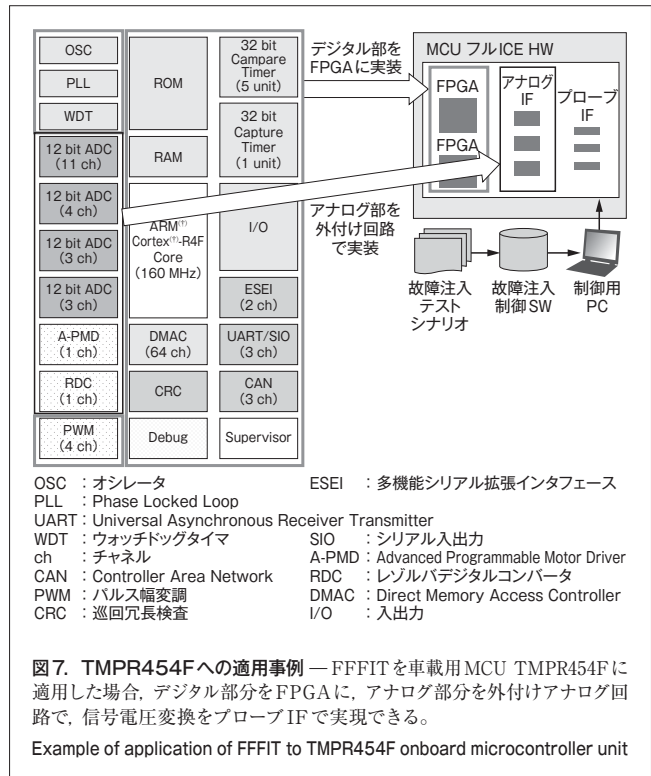 OSC
PLL
WDT
12 bit ADC
(11 ch)
12 bit ADC
(4 ch)
12 bit ADC
(3 ch)
12 bit ADC
(3 ch)
A-PMD
(1 ch)
RDC
(1 ch)
PWM
(4 ch)
ROM
RAM
ARM(†)
Cortex(†)-R4F
Core
(160 MHz)
DMAC
(64 ch)
CRC
Debug
32 bit
Campare
Timer
(5 unit)
32 bit
Capture
Timer
(1 unit)
I/O
ESEI
(2 ch)
UART/SIO
(3 ch)
CAN
(3 ch)
Supervisor
デジタル部を
FPGAに実装
アナログ部を
外付け回路
で実装
MCU フルICE HW
FPGA
FPGA
アナログ
IF
プローブ
IF
故障注入
テスト
シナリオ
故障注入
制御SW
制御用
PC
OSC :オシレータ
ESEI :多機能シリアル拡張インタフェース
PLL :Phase Locked Loop
UART:Universal Asynchronous Receiver Transmitter
WDT :ウォッチドッグタイマ
SIO :シリアル入出力
ch :チャネル
A-PMD :Advanced Programmable Motor Driver
CAN :Controller Area Network
RDC :レゾルバデジタルコンバータ
PWM :パルス幅変調
DMAC :Direct Memory Access Controller
CRC :巡回冗長検査
I/O :入出力
図7. TMPR454Fへの適用事例 — FFFITを車載用MCU TMPR454Fに
適用した場合,デジタル部分をFPGAに,アナログ部分を外付けアナログ回
路で,信号電圧変換をプローブIFで実現できる。
Example of application of FFFIT to TMPR454F onboard microcontroller unit